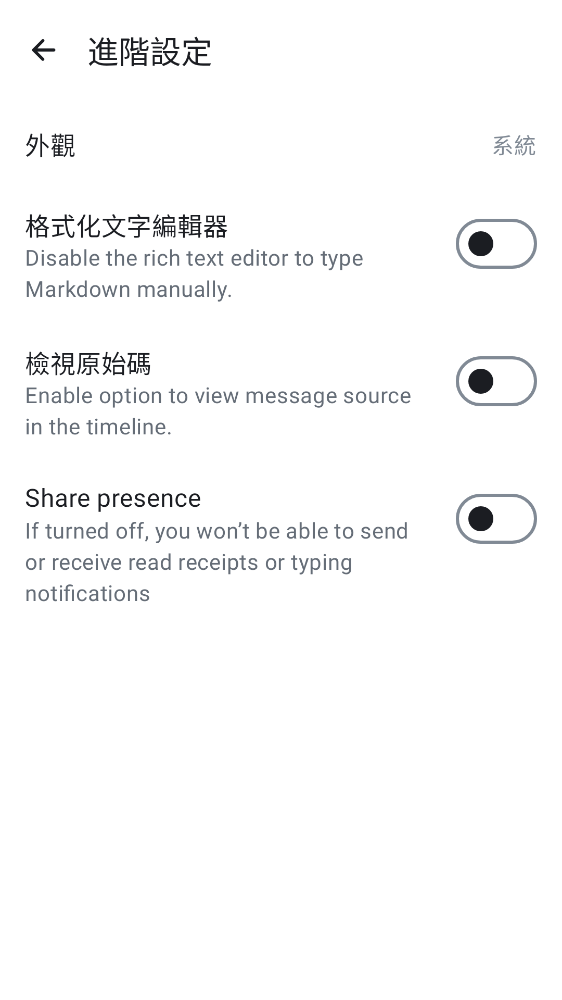 進階設定
外觀
系統
格式化文字編輯器
Disable the rich text editor to type
Markdown manually.
檢視原始碼
Enable option to view message source
in the timeline.
Share presence
If turned off, you won’t be able to send
or receive read receipts or typing
notifications